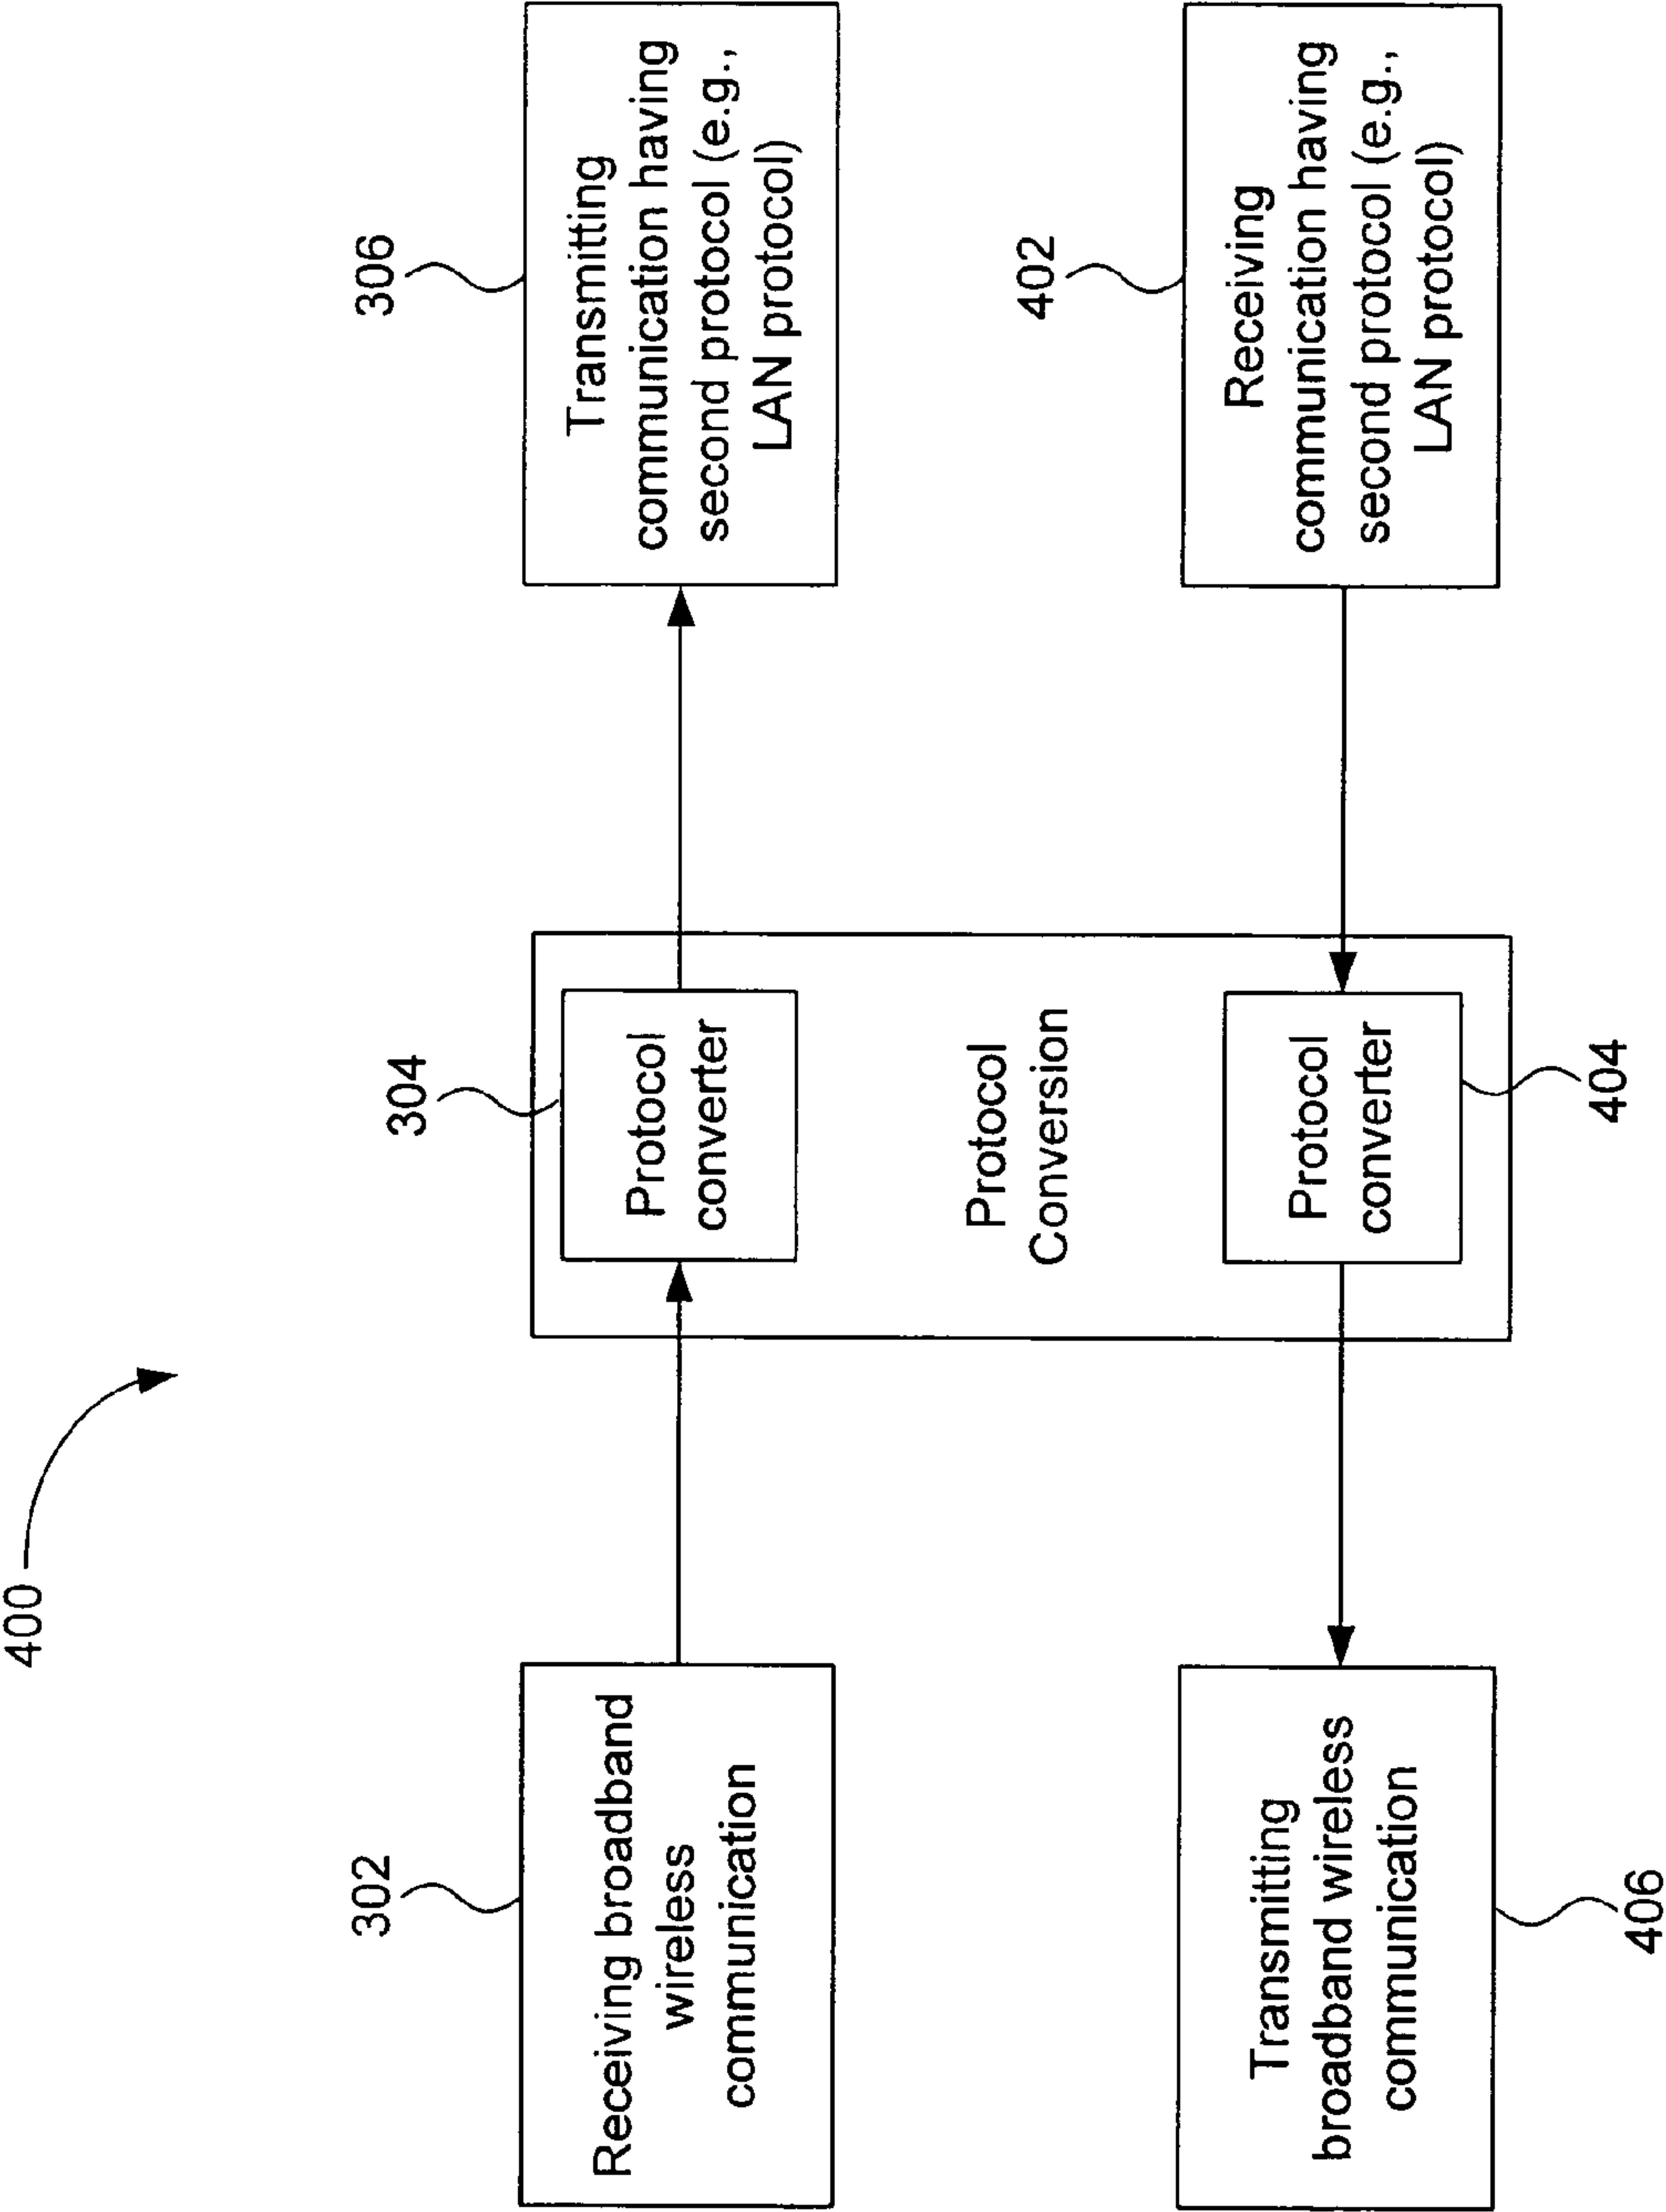 400
302
Receiving broadband
wireless
communication
304
Protocol
converter
306
Transmitting
communication having
second protocol (e.g.,
LAN protocol)
Protocol
Conversion
Transmitting
broadband wireless
communication
406
Protocol
converter
404
402
Receiving
communication having
second protocol (e.g.,
LAN protocol)